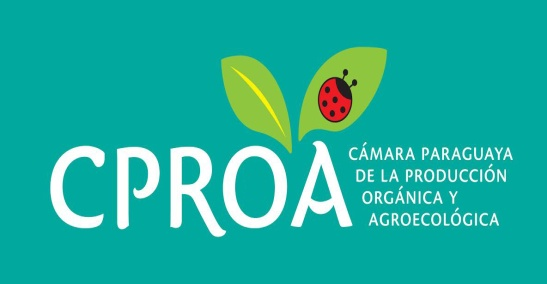 CPROA
CÁMARA PARAGUAYA
DE LA PRODUCCIÓN
ORGÁNICA Y
AGROECOLÓGICA